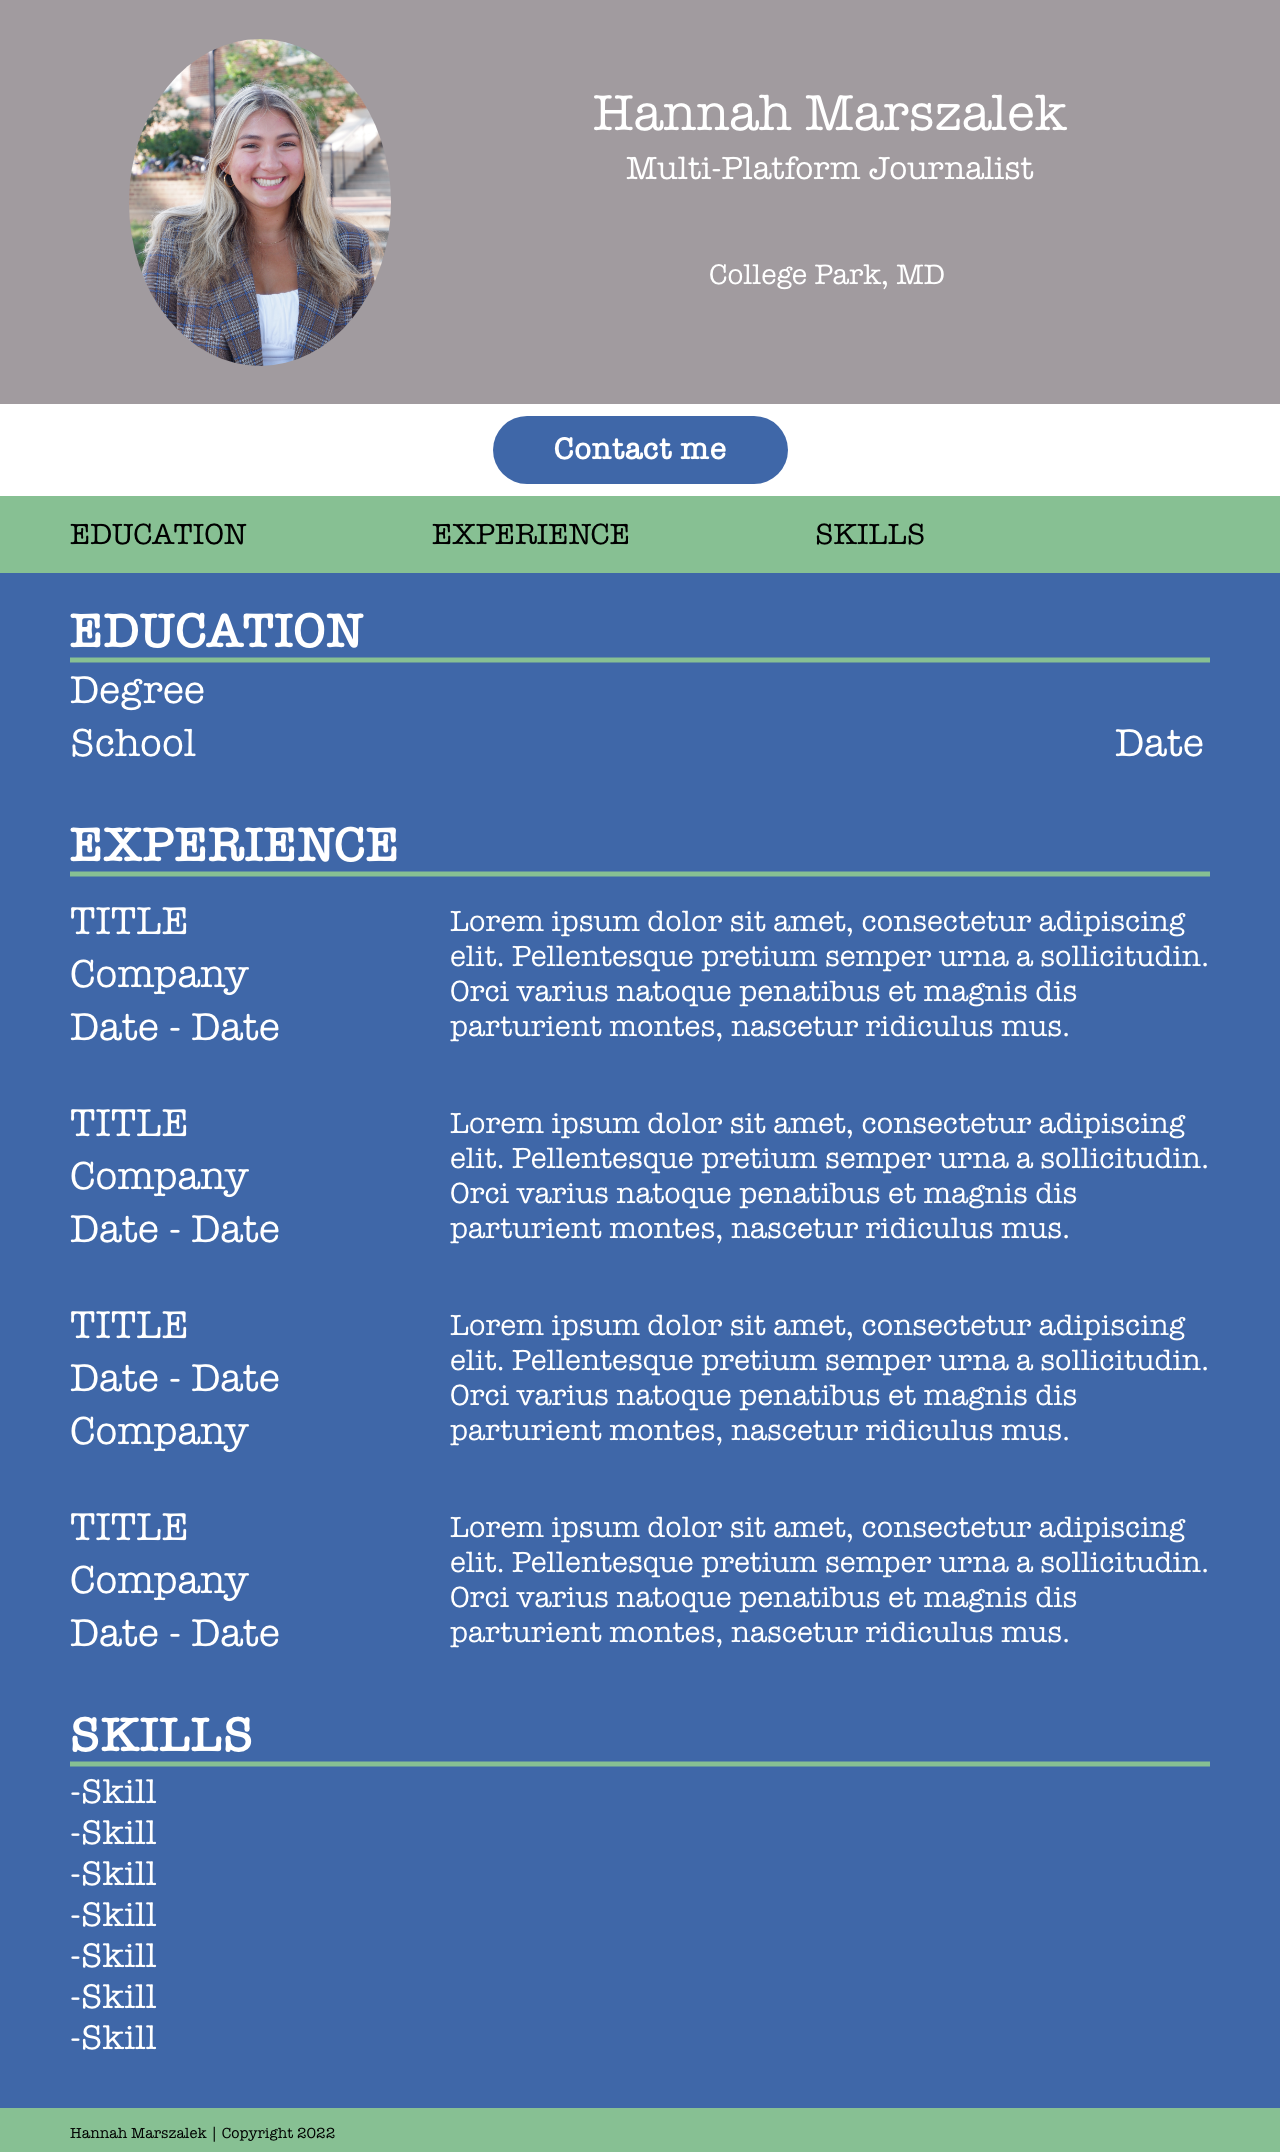 Hannah Marszalek
Multi-Platform Journalist
College Park, MD
Contact me
EDUCATION EXPERIENCE SKILLS
EDUCATION
Degree
School Date
EXPERIENCE
TITLE
Company
Date - Date
Lorem ipsum dolor sit amet, consectetur adipiscing
elit. Pellentesque pretium semper urna a sollicitudin.
Orci varius natoque penatibus et magnis dis
parturient montes, nascetur ridiculus mus.
TITLE
Company
Date - Date
Lorem ipsum dolor sit amet, consectetur adipiscing
elit. Pellentesque pretium semper urna a sollicitudin.
Orci varius natoque penatibus et magnis dis
parturient montes, nascetur ridiculus mus.
TITLE
Date - Date
Company
Lorem ipsum dolor sit amet, consectetur adipiscing
elit. Pellentesque pretium semper urna a sollicitudin.
Orci varius natoque penatibus et magnis dis
parturient montes, nascetur ridiculus mus.
TITLE
Company
Date - Date
Lorem ipsum dolor sit amet, consectetur adipiscing
elit. Pellentesque pretium semper urna a sollicitudin.
Orci varius natoque penatibus et magnis dis
parturient montes, nascetur ridiculus mus.
SKILLS
-Skill
-Skill
-Skill
-Skill
-Skill
-Skill
-Skill
Hannah Marszalek | Copyright 2022